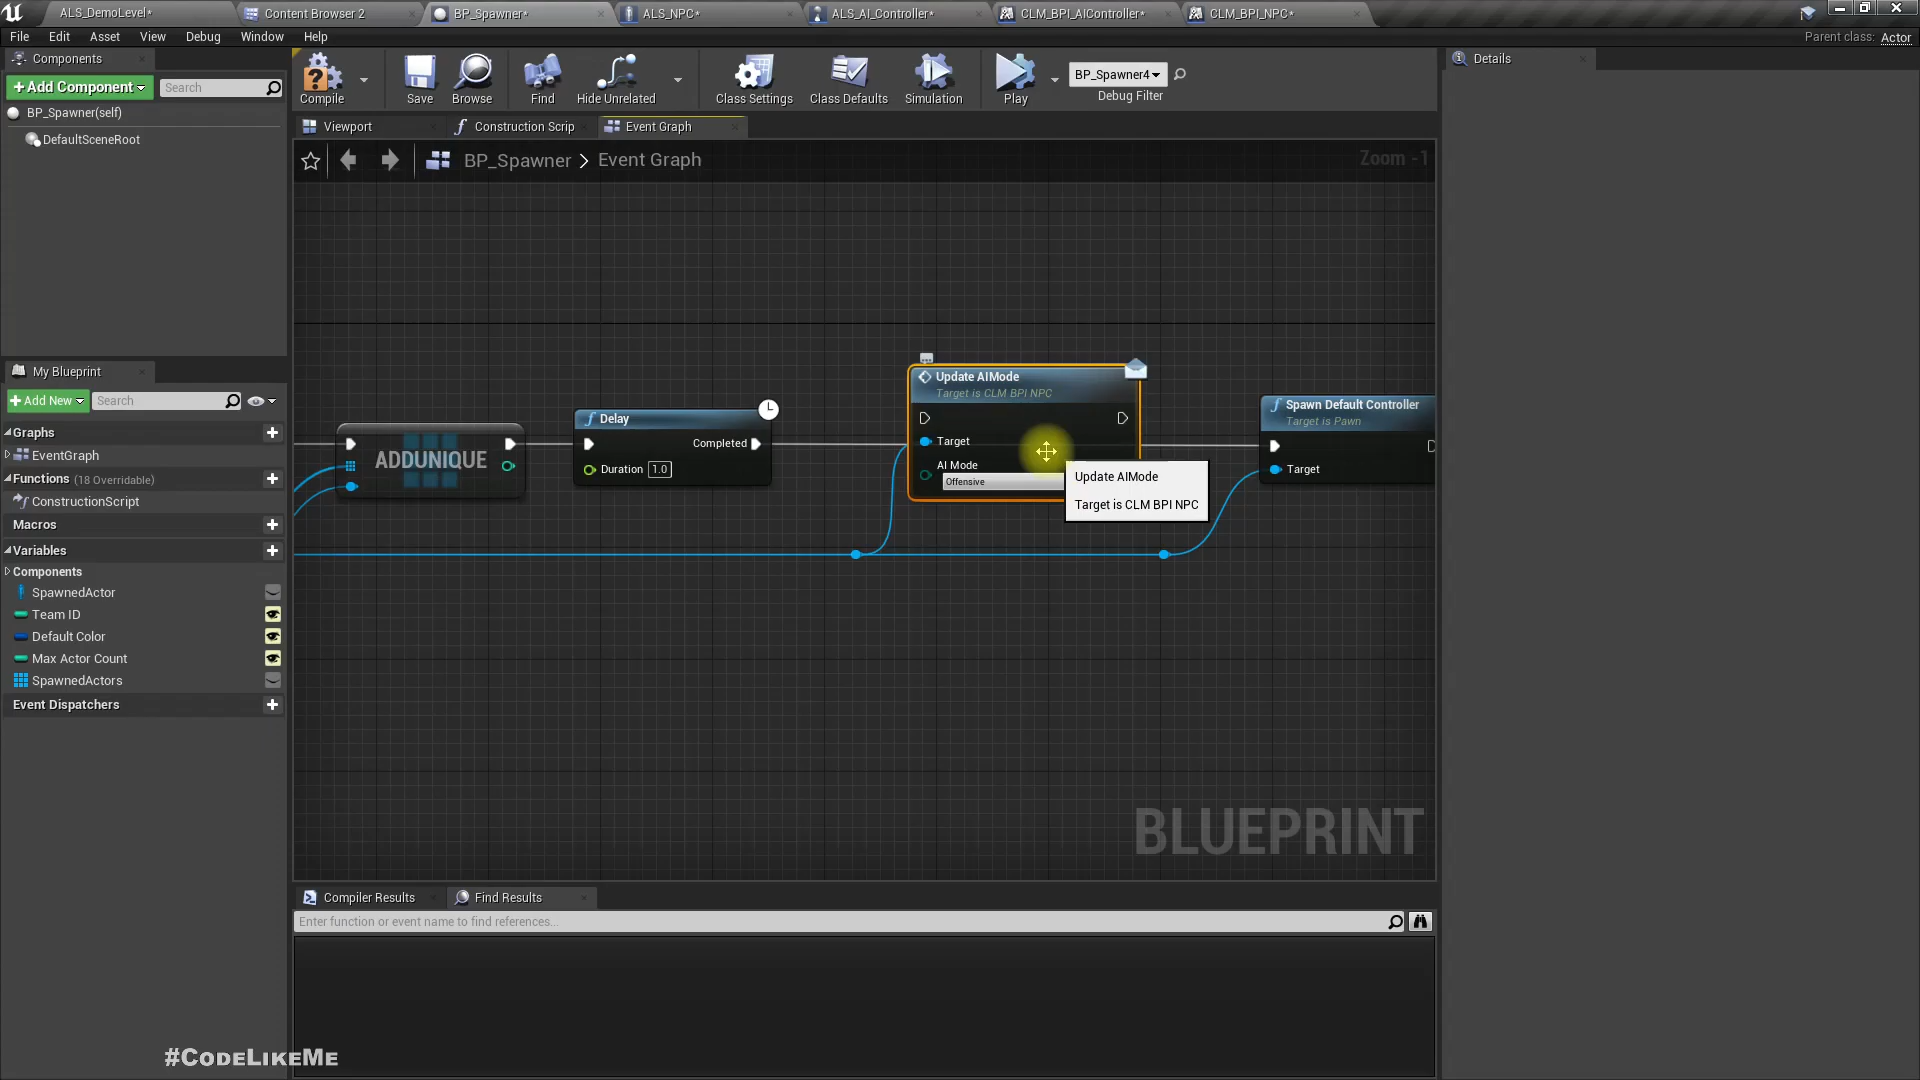 ALS_DemoLevel*
Content Browser 2
BP_Spawner*
ALS_NPC*
ALS_AI_Controller*
CLM_BPI_AIController*
CLM_BPI_NPC*
File Edit Asset View Debug Window Help
Parent class: Actor
Components
+Add Component
Search
BP_Spawner(self)
DefaultSceneRoot
Compile
Save
Browse
Find
Hide Unrelated
Class Settings
Class Defaults
Simulation
Play
BP_Spawner4
Debug Filter
Details
Viewport
Construction Scrip
Event Graph
BP_Spawner > Event Graph
Zoom -1
My Blueprint
+Add New
Search
Graphs
EventGraph
Functions (18 Overridable)
ConstructionScript
Macros
Variables
Components
SpawnedActor
Team ID
Default Color
Max Actor Count
SpawnedActors
Event Dispatchers
ADDUNIQUE
Delay
Completed
Duration 1.0
Update AIMode
Target is CLM BPI NPC
Target
AI Mode
Offensive
Update AIMode
Target is CLM BPI NPC
Spawn Default Controller
Target is Pawn
Target
BLUEPRINT
Compiler Results
Find Results
Enter function or event name to find references...
#CodeLikeMe